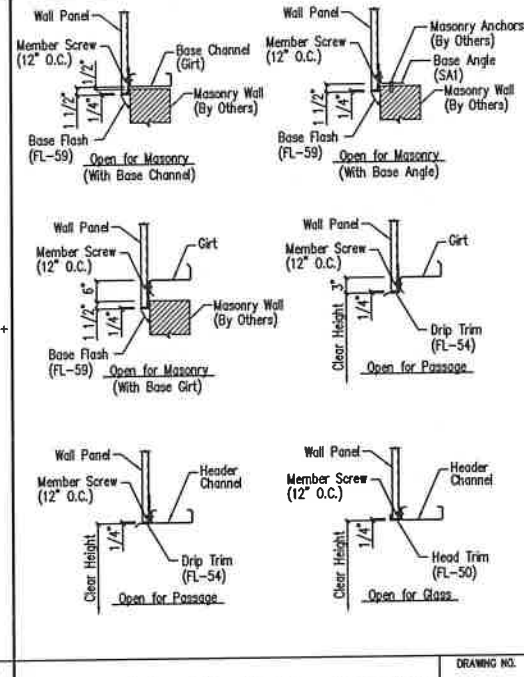 Wall Panel
Member Screw
(12" O.C.)
1/2"
1 1/2"
1/4"
Base Channel
(Girt)
Masonry Wall
(By Others)
Base Flash
(FL-59)
Open for Masonry
(With Base Channel)
Wall Panel
Member Screw
(12" O.C.)
1 1/2"
1/4"
Masonry Anchors
(By Others)
Base Angle
(SA1)
Masonry Wall
(By Others)
Base Flash
(FL-59)
Open for Masonry
(With Base Angle)
Wall Panel
Member Screw
(12" O.C.)
6"
1 1/2"
1/4"
Girt
Masonry Wall
(By Others)
Base Flash
(FL-59)
Open for Masonry
(With Base Girt)
Wall Panel
Member Screw
(12" O.C.)
3"
1/4"
Clear Height
Girt
Drip Trim
(FL-54)
Open for Passage
Wall Panel
Member Screw
(12" O.C.)
1/4"
Clear Height
Header
Channel
Drip Trim
(FL-54)
Open for Passage
Wall Panel
Member Screw
(12" O.C.)
1/4"
Clear Height
Header
Channel
Head Trim
(FL-50)
Open for Glass
DRAWING NO.